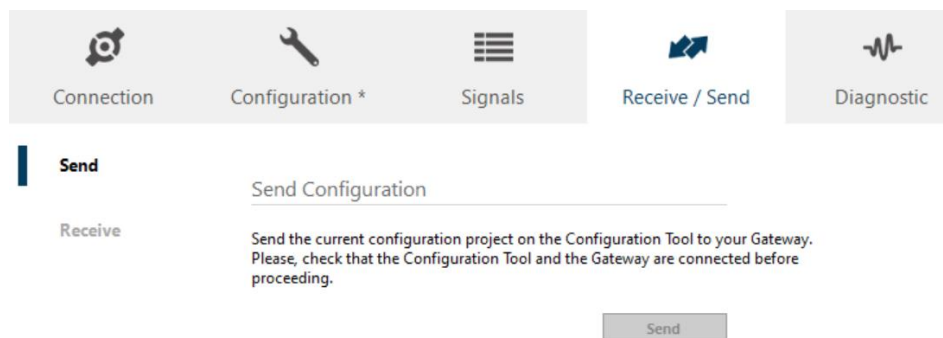 Connection
Configuration *
Signals
Receive / Send
Diagnostic
Send
Send Configuration
Receive
Send the current configuration project on the Configuration Tool to your Gateway.
Please, check that the Configuration Tool and the Gateway are connected before
proceeding.
Send